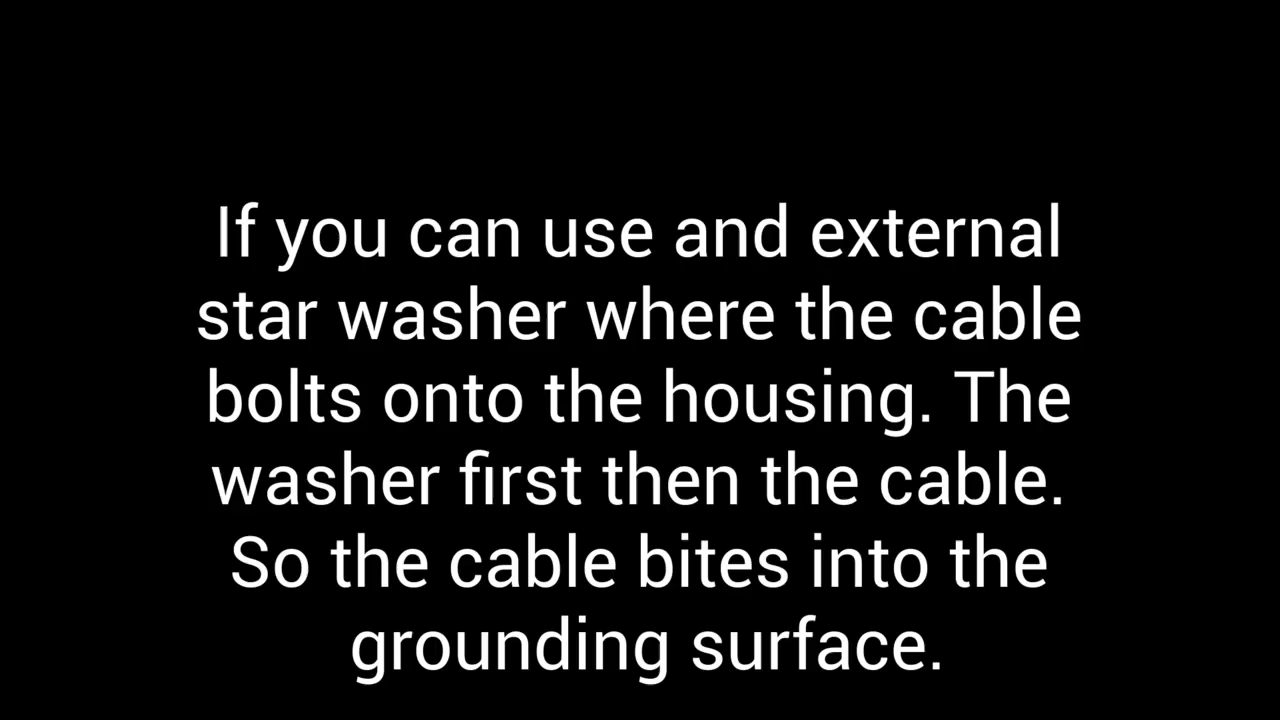 If you can use and external
star washer where the cable
bolts onto the housing. The
washer first then the cable.
So the cable bites into the
grounding surface.